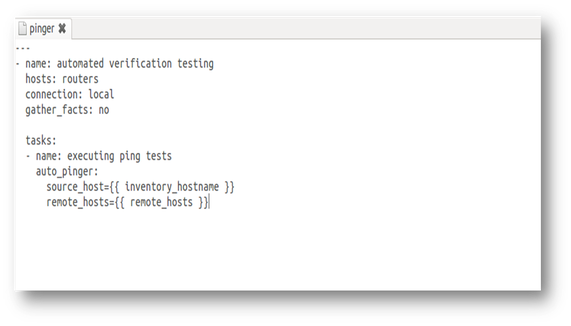 pinger ✖
---
- name: automated verification testing
  hosts: routers
  connection: local
  gather_facts: no

  tasks:
  - name: executing ping tests
    auto_pinger:
      source_host={{ inventory_hostname }}
      remote_hosts={{ remote_hosts }}